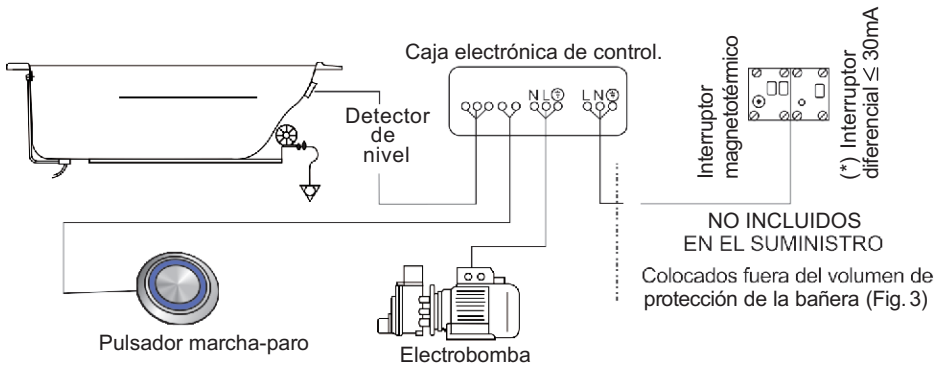 Caja electrónica de control.
N L
L N
Detector
de
nivel
Interruptor
magnetotérmico
(*) Interruptor
diferencial ≤ 30mA
NO INCLUIDOS
EN EL SUMINISTRO
Colocados fuera del volumen de
protección de la bañera (Fig. 3)
Pulsador marcha-paro
Electrobomba